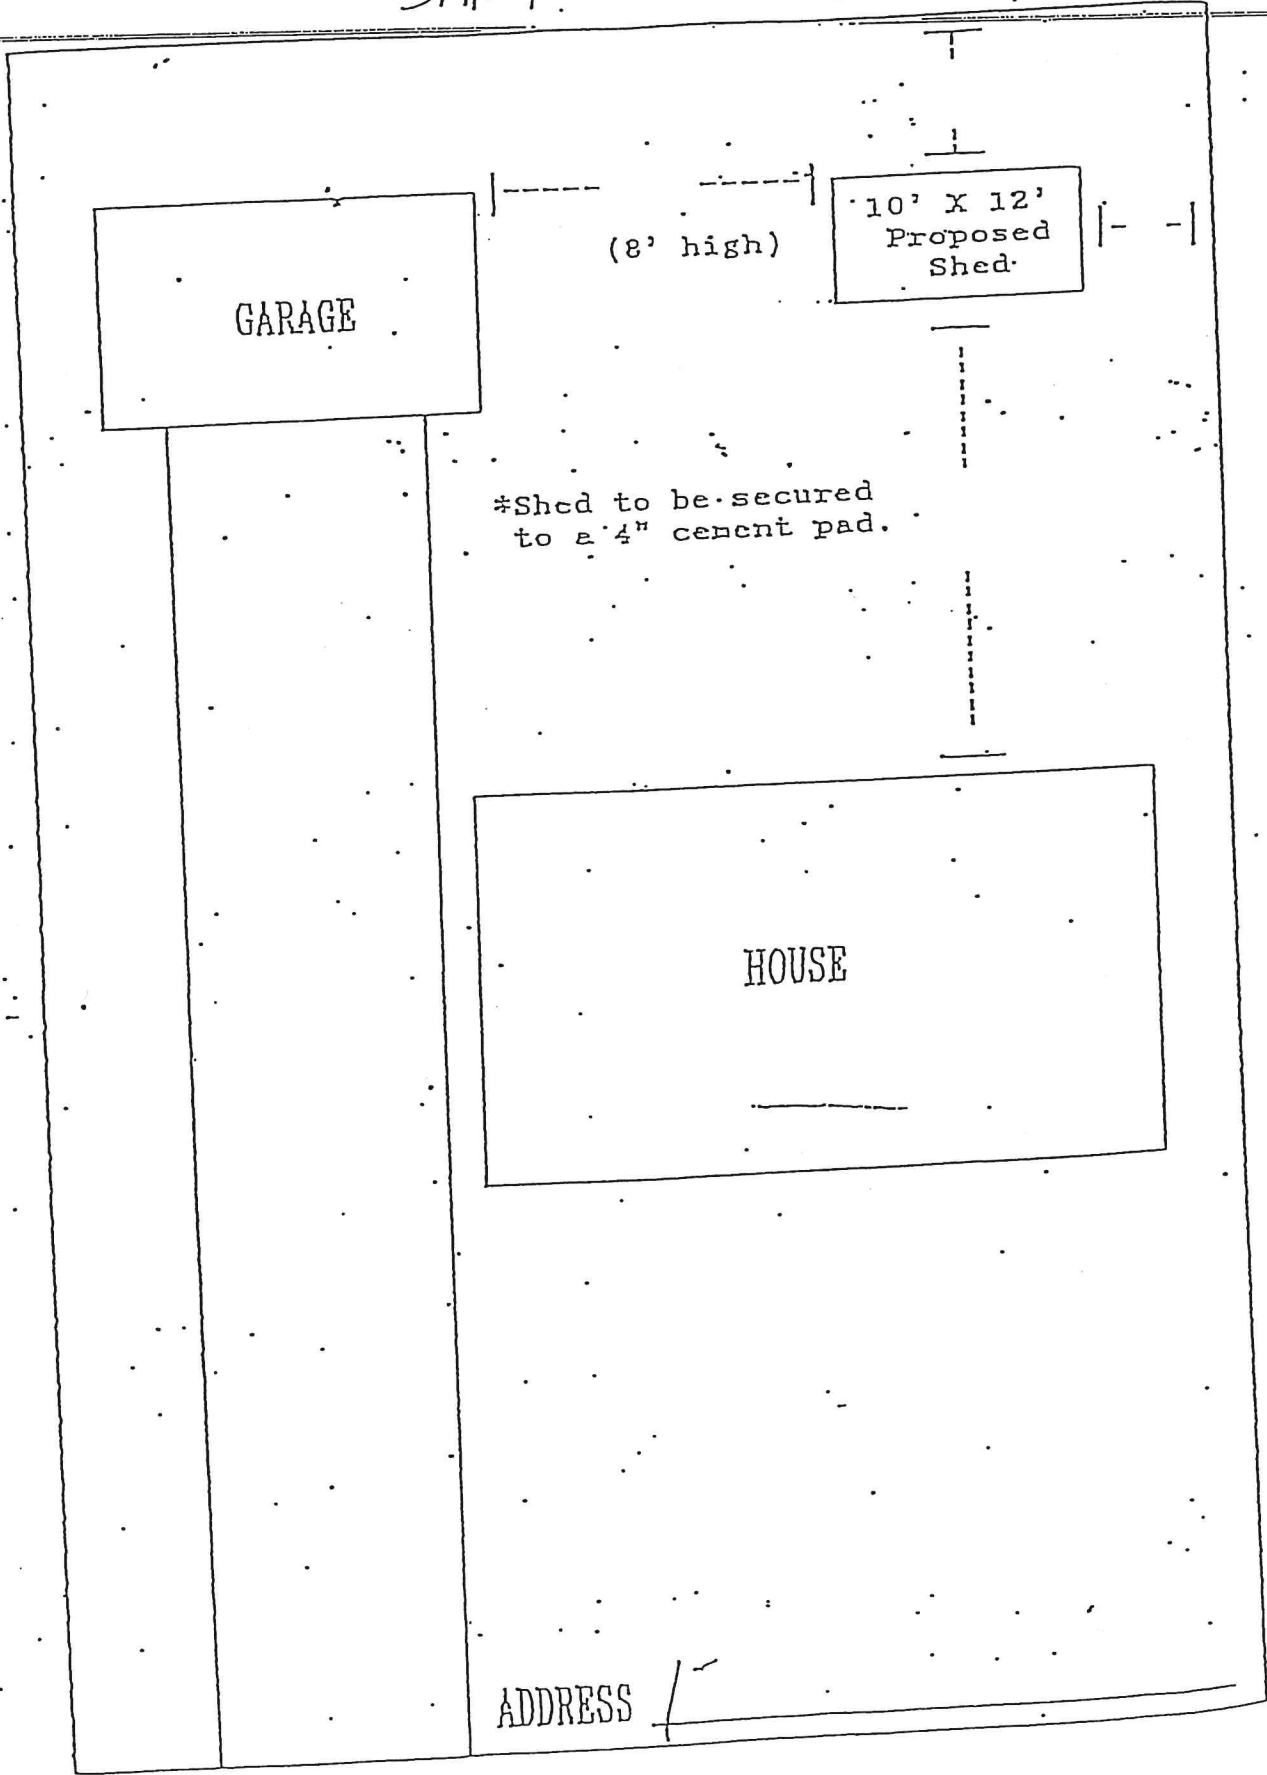 10' X 12'
Proposed
Shed
(8' high)
GARAGE
*Shed to be secured
to a 4" cement pad.
HOUSE
ADDRESS